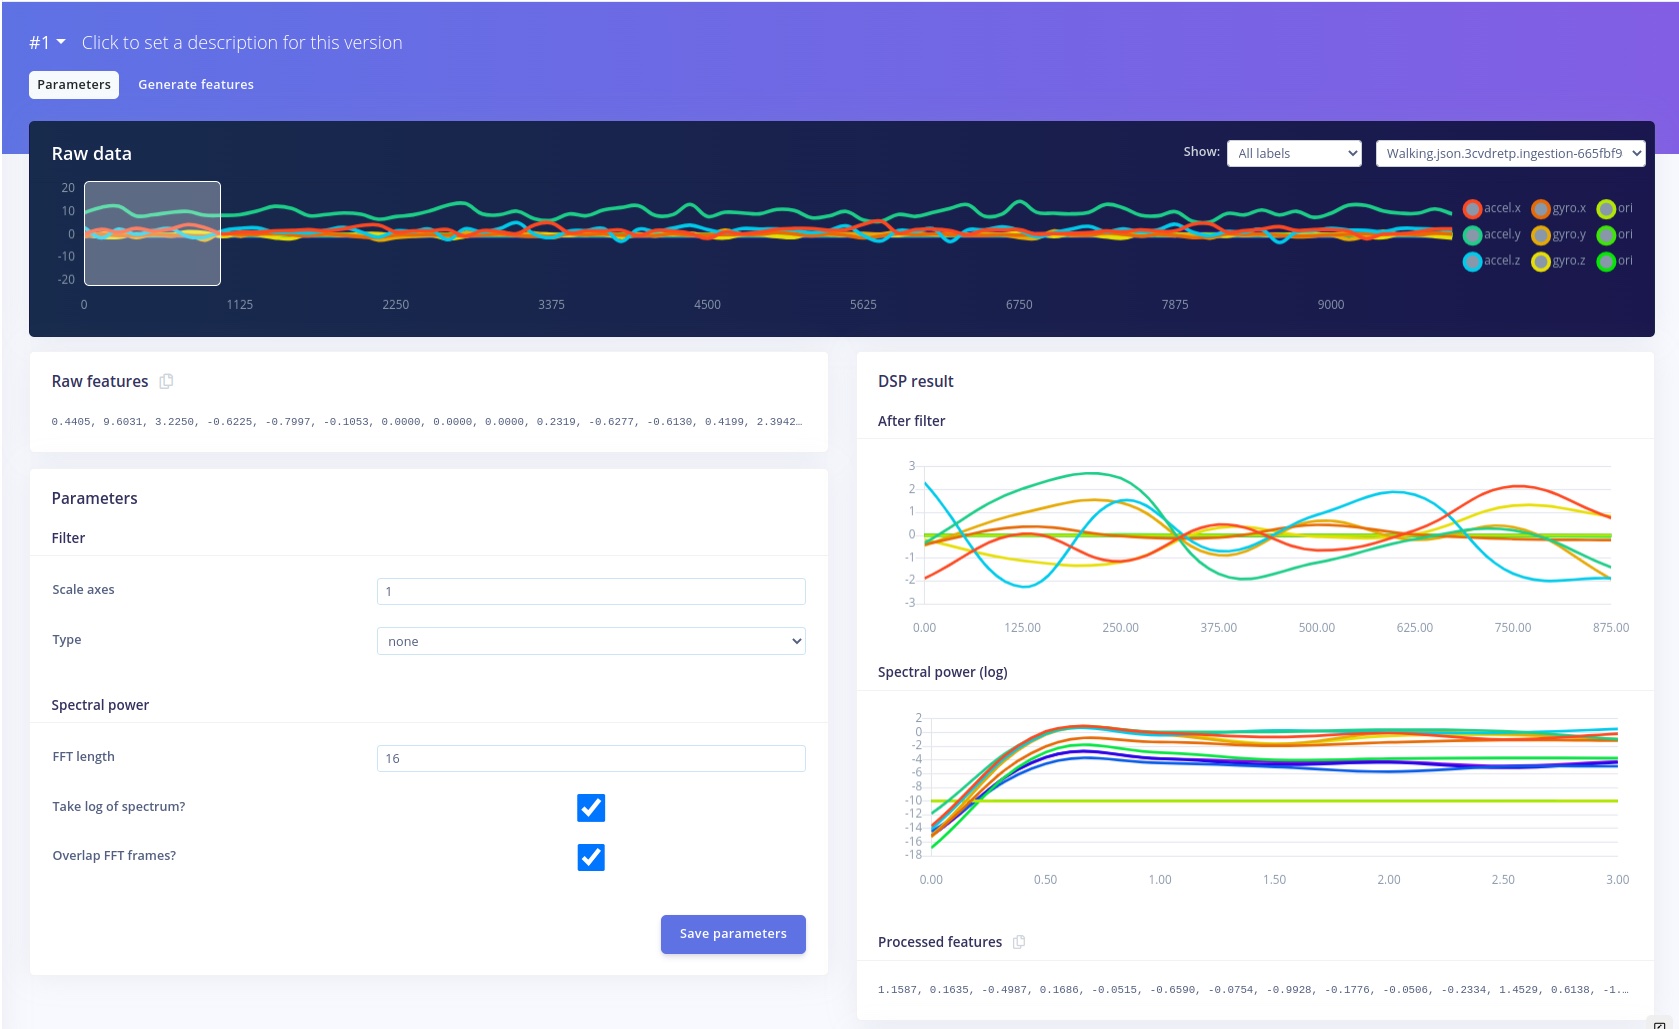 #1 Click to set a description for this version
Parameters Generate features
Raw data Show: All labels Walking.json.3cvdretp.ingestion-665fbf9
20
10
0
-10
-20
0 1125 2250 3375 4500 5625 6750 7875 9000
accel.x gyro.x ori
accel.y gyro.y ori
accel.z gyro.z ori
Raw features
0.4405, 9.6031, 3.2250, -0.6225, -0.7997, -0.1053, 0.0000, 0.0000, 0.0000, 0.2319, -0.6277, -0.6130, 0.4199, 2.3942…
Parameters
Filter
Scale axes 1
Type none
Spectral power
FFT length 16
Take log of spectrum?
Overlap FFT frames?
Save parameters
DSP result
After filter
3
2
1
0
-1
-2
-3
0.00 125.00 250.00 375.00 500.00 625.00 750.00 875.00
Spectral power (log)
2
0
-2
-4
-6
-8
-10
-12
-14
-16
-18
0.00 0.50 1.00 1.50 2.00 2.50 3.00
Processed features
1.1587, 0.1635, -0.4987, 0.1686, -0.0515, -0.6590, -0.0754, -0.9928, -0.1776, -0.0506, -0.2334, 1.4529, 0.6138, -1.…